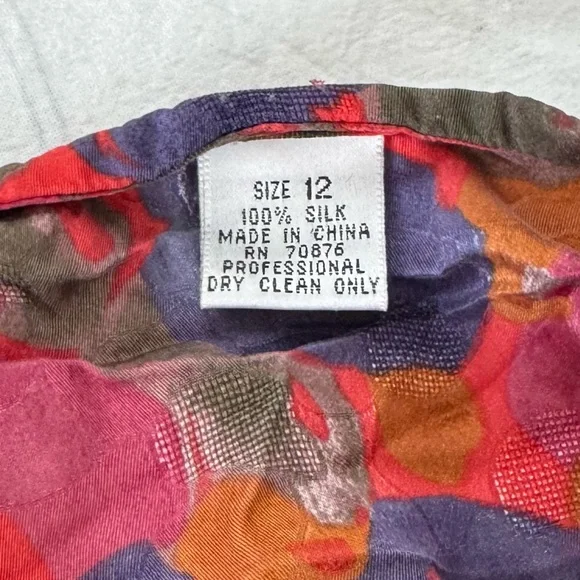 SIZE 12
100% SILK
MADE IN CHINA
RN 70876
PROFESSIONAL
DRY CLEAN ONLY